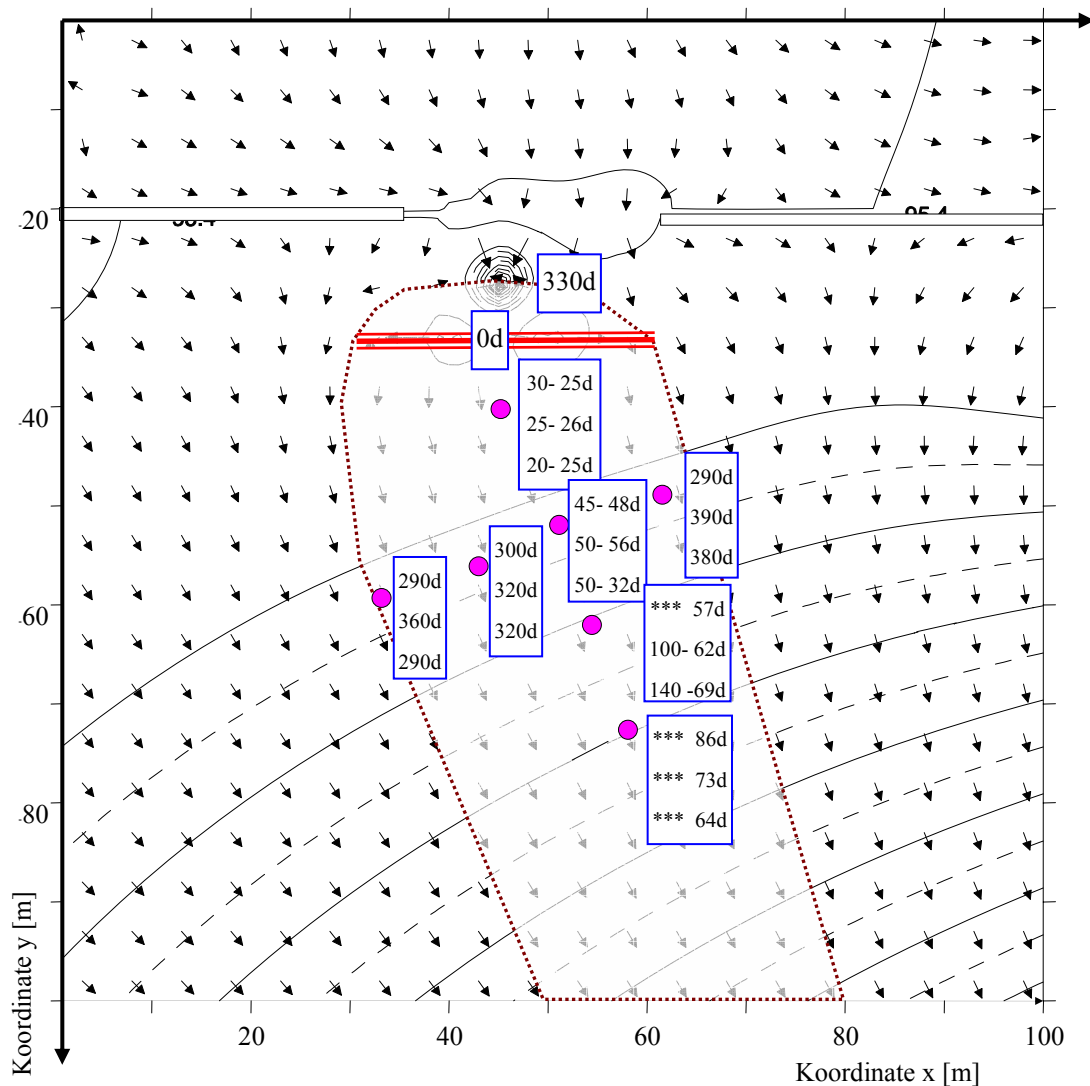 .20
95.4
330d
0d
30- 25d
25- 26d
20- 25d
.40
290d
390d
380d
45- 48d
50- 56d
50- 32d
300d
320d
320d
290d
360d
290d
.60
*** 57d
100- 62d
140 -69d
*** 86d
*** 73d
*** 64d
.80
Koordinate y [m]
20
40
60
80
100
Koordinate x [m]